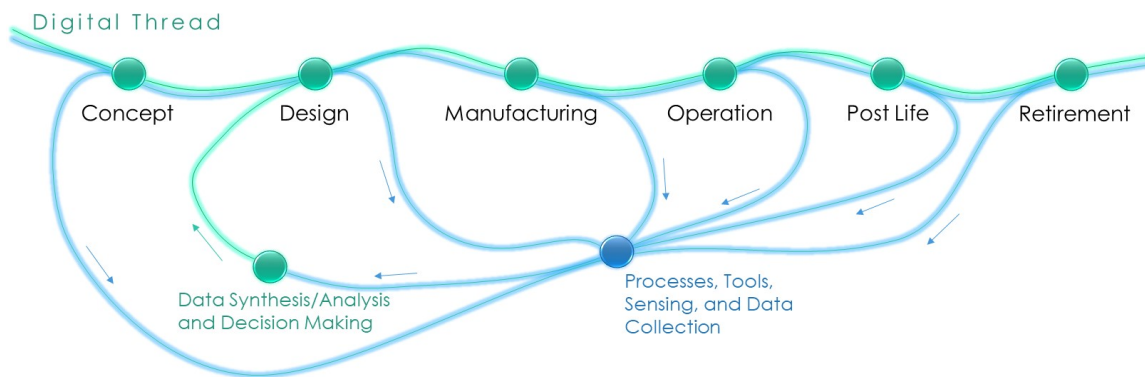 Digital Thread
Concept
Design
Manufacturing
Operation
Post Life
Retirement
Data Synthesis/Analysis
and Decision Making
Processes, Tools,
Sensing, and Data
Collection